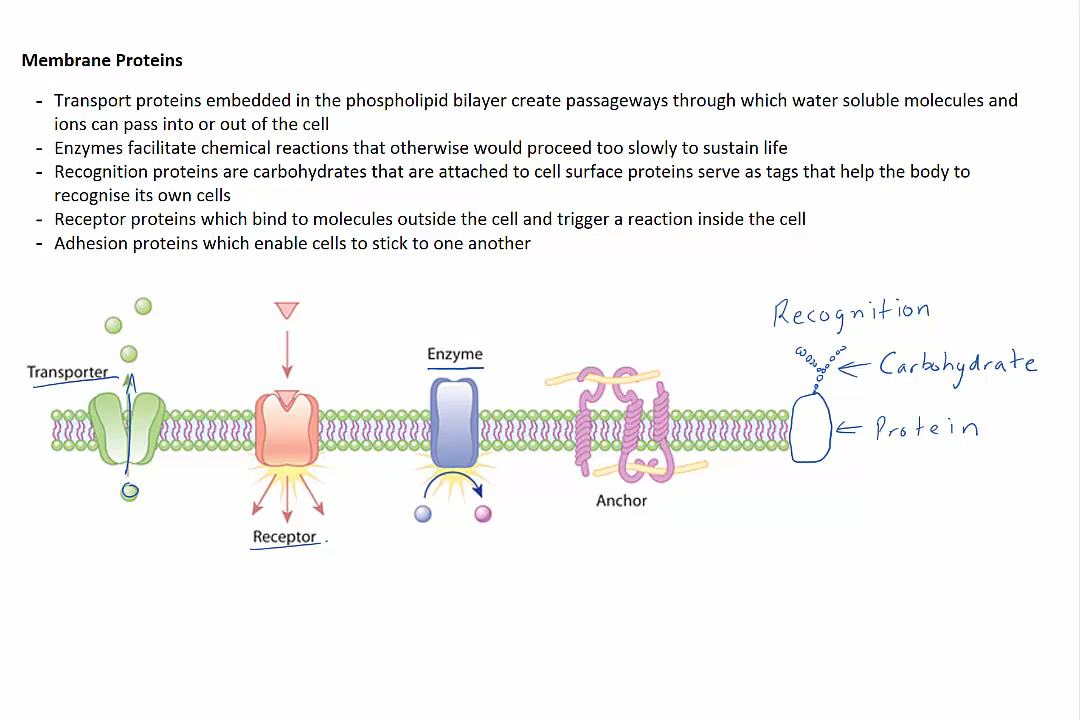 Membrane Proteins
- Transport proteins embedded in the phospholipid bilayer create passageways through which water soluble molecules and
ions can pass into or out of the cell
- Enzymes facilitate chemical reactions that otherwise would proceed too slowly to sustain life
- Recognition proteins are carbohydrates that are attached to cell surface proteins serve as tags that help the body to
recognise its own cells
- Receptor proteins which bind to molecules outside the cell and trigger a reaction inside the cell
- Adhesion proteins which enable cells to stick to one another
Recognition
Enzyme
Carbohydrate
Transporter
Protein
Anchor
Receptor .